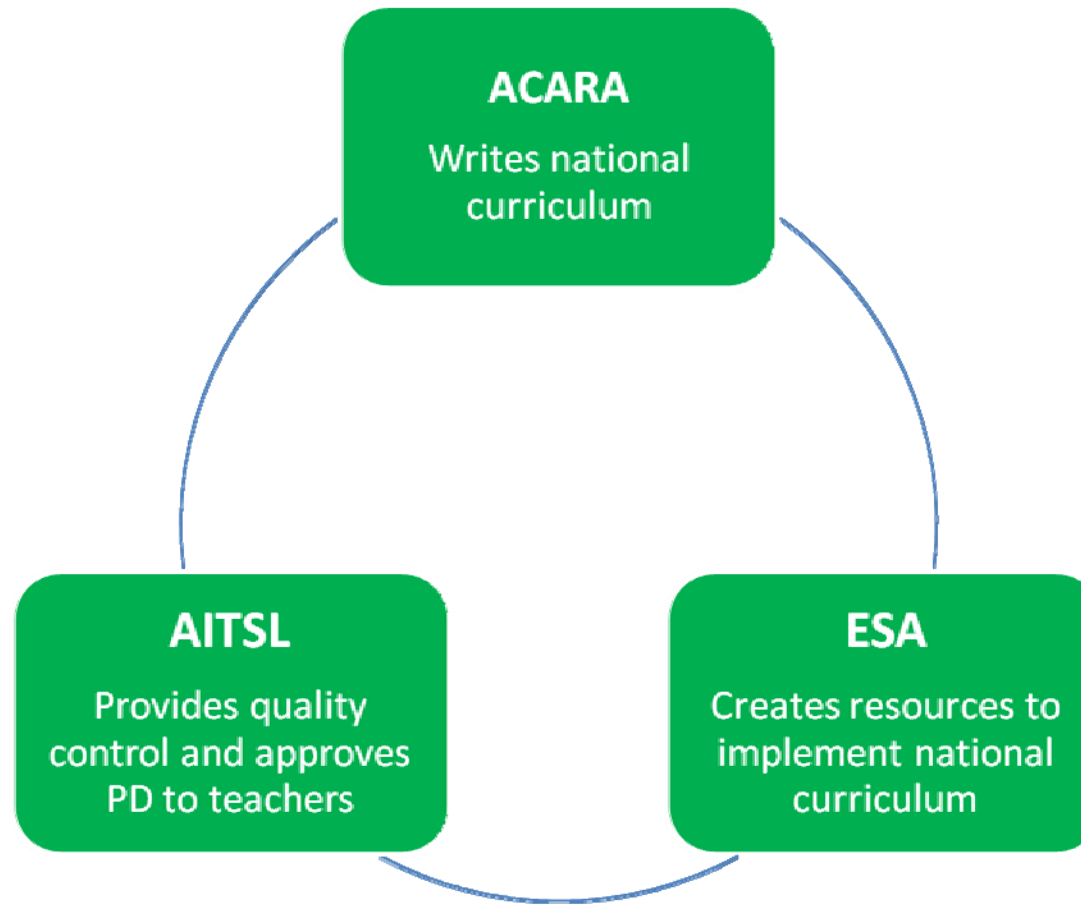 ACARA
Writes national
curriculum
AITSL
Provides quality
control and approves
PD to teachers
ESA
Creates resources to
implement national
curriculum